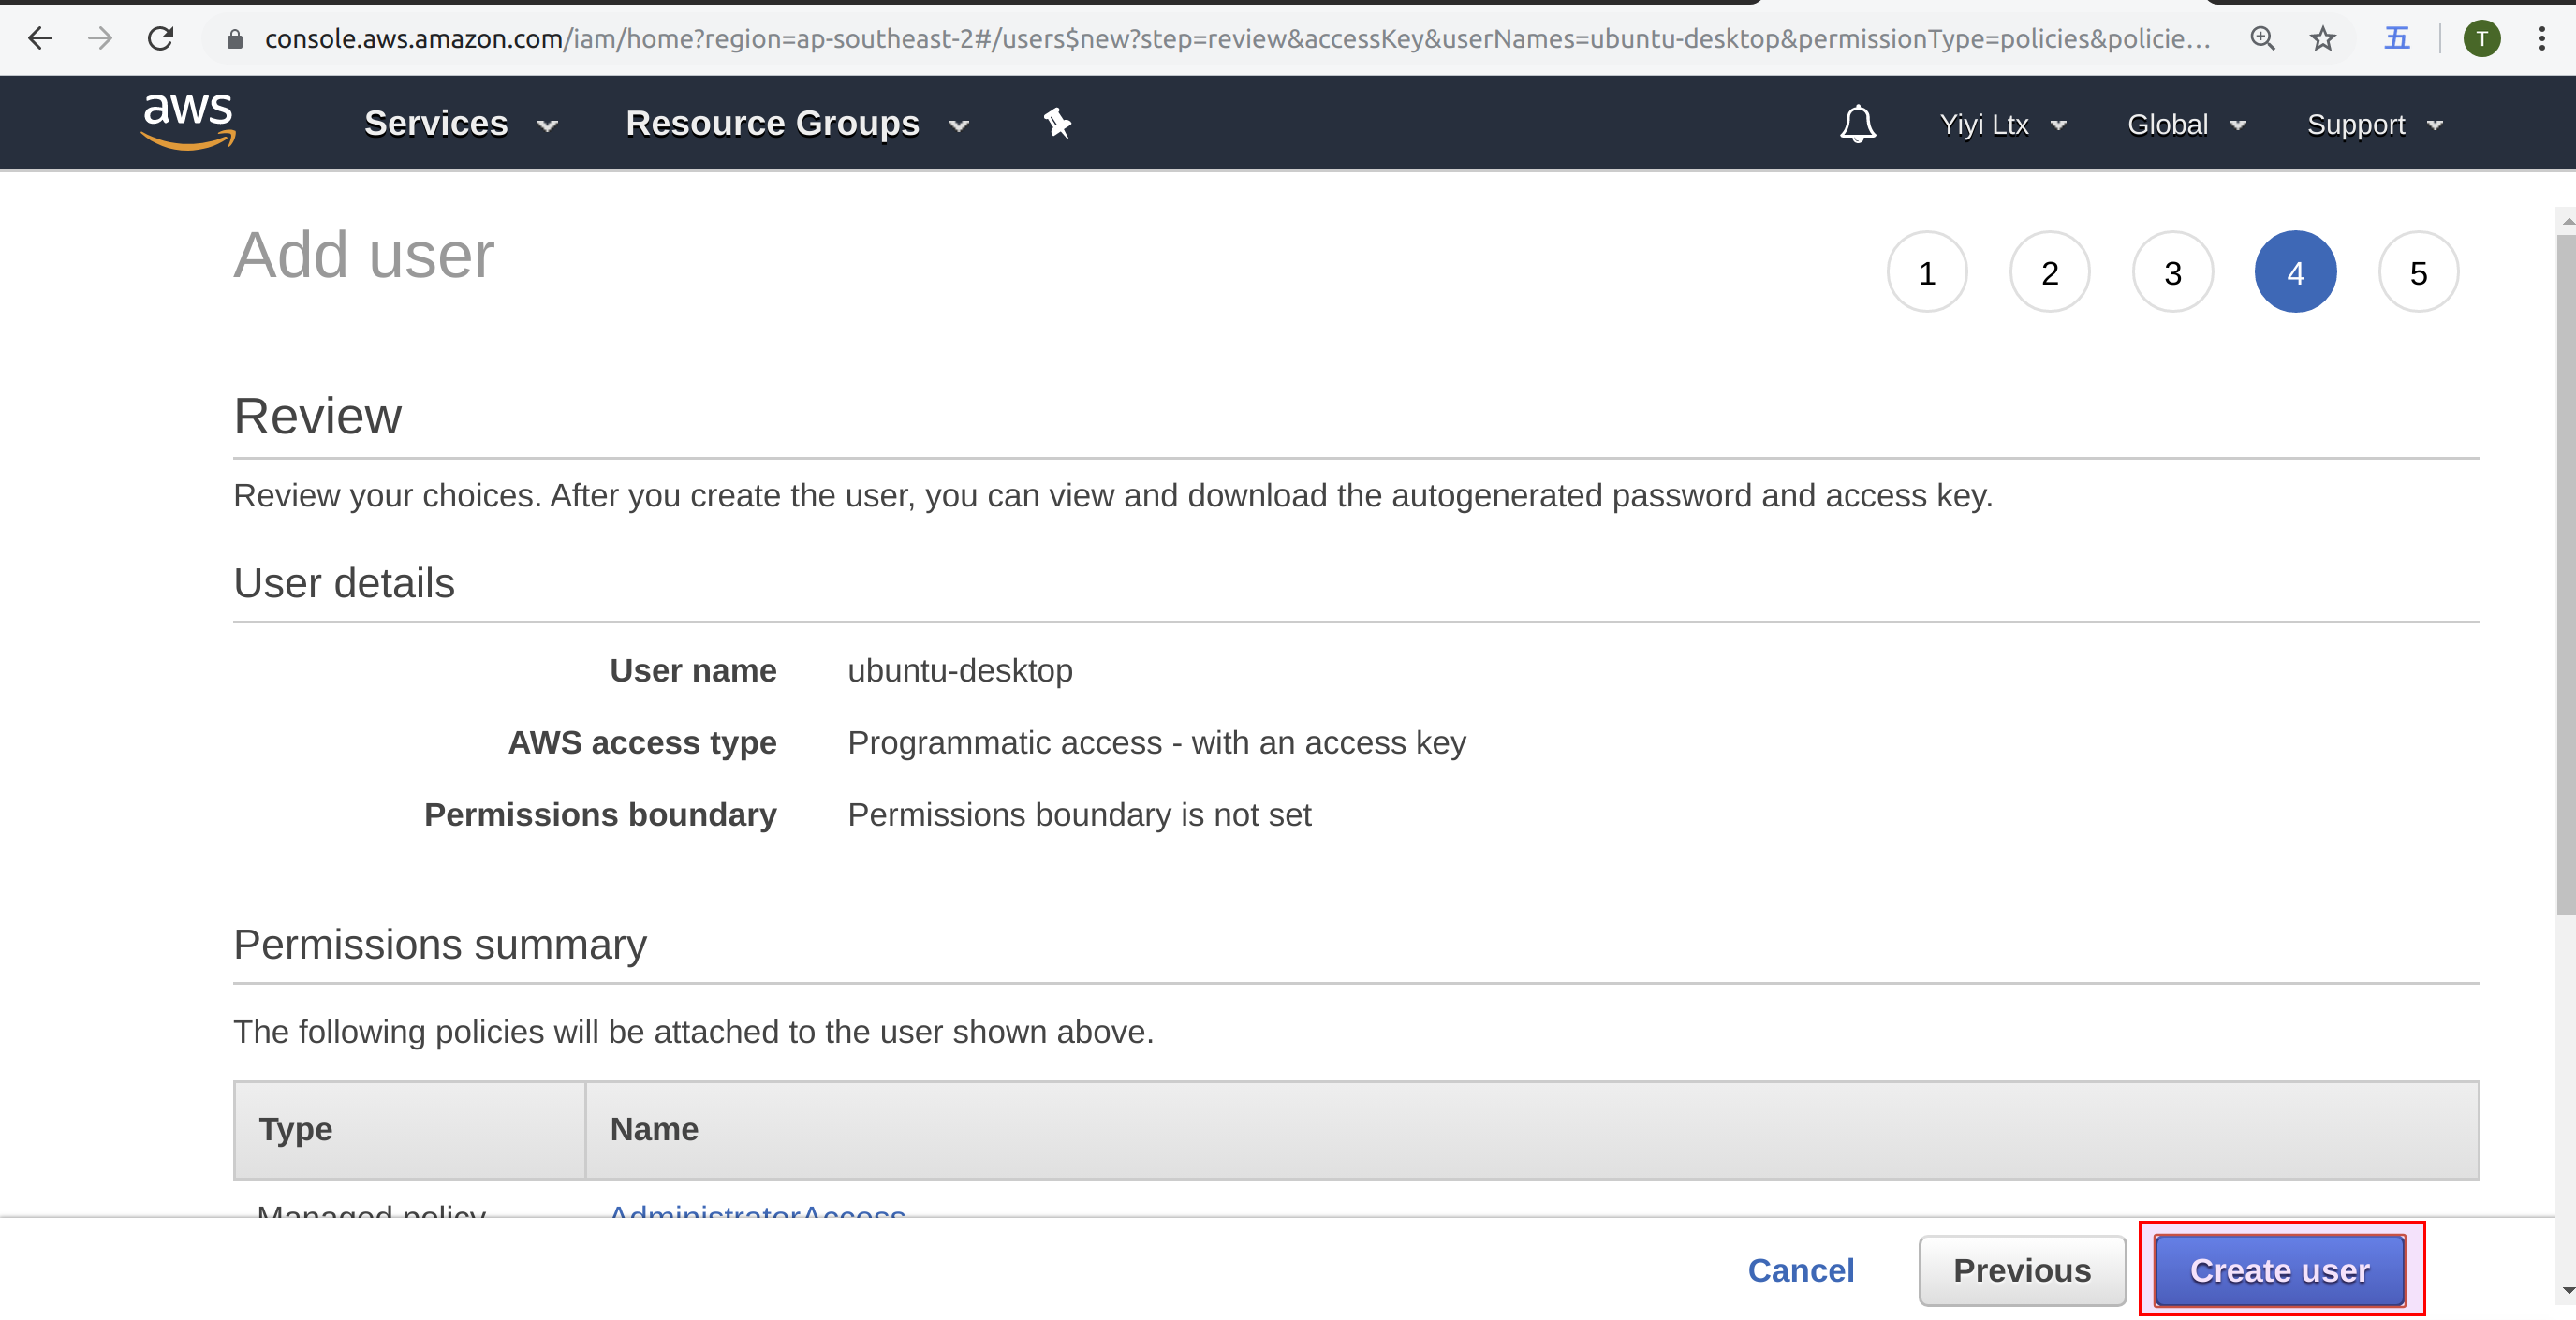 console.aws.amazon.com/iam/home?region=ap-southeast-2#/users$new?step=review&accessKey&userNames=ubuntu-desktop&permissionType=policies&policie...
五
T
aws
Services
Resource Groups
Yiyi Ltx
Global
Support
Add user
1
2
3
4
5
Review
Review your choices. After you create the user, you can view and download the autogenerated password and access key.
User details
User name ubuntu-desktop
AWS access type Programmatic access - with an access key
Permissions boundary Permissions boundary is not set
Permissions summary
The following policies will be attached to the user shown above.
Type Name
Managed policy AdministratorAccess
Cancel
Previous
Create user